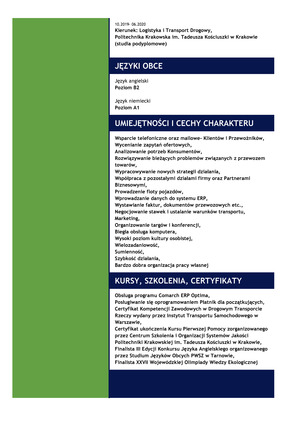 10.2019- 06.2020
Kierunek: Logistyka i Transport Drogowy,
Politechnika Krakowska im. Tadeusza Kościuszki w Krakowie
(studia podyplomowe)
JĘZYKI OBCE
Język angielski
Poziom B2
Język niemiecki
Poziom A1
UMIEJĘTNOŚCI I CECHY CHARAKTERU
Wsparcie telefoniczne oraz mailowe- Klientów i Przewoźników,
Wycenianie zapytań ofertowych,
Analizowanie potrzeb Konsumentów,
Rozwiązywanie bieżących problemów związanych z przewozem
towarów,
Wypracowywanie nowych strategii działania,
Współpraca z pozostałymi działami firmy oraz Partnerami
Biznesowymi,
Prowadzenie floty pojazdów,
Wprowadzanie danych do systemu ERP,
Wystawianie faktur, dokumentów przewozowych etc.,
Negocjowanie stawek i ustalanie warunków transportu,
Marketing,
Organizowanie targów i konferencji,
Biegła obsługa komputera,
Wysoki poziom kultury osobistej,
Wielozadaniowość,
Sumienność,
Szybkość działania,
Bardzo dobra organizacja pracy własnej
KURSY, SZKOLENIA, CERTYFIKATY
Obsługa programu Comarch ERP Optima,
Posługiwanie się oprogramowaniem Płatnik dla początkujących,
Certyfikat Kompetencji Zawodowych w Drogowym Transporcie
Rzeczy wydany przez Instytut Transportu Samochodowego w
Warszawie,
Certyfikat ukończenia Kursu Pierwszej Pomocy zorganizowanego
przez Centrum Szkolenia i Organizacji Systemów Jakości
Politechniki Krakowskiej im. Tadeusza Kościuszki w Krakowie,
Finalista III Edycji Konkursu Języka Angielskiego organizowanego
przez Studium Języków Obcych PWSZ w Tarnowie,
Finalista XXVII Wojewódzkiej Olimpiady Wiedzy Ekologicznej